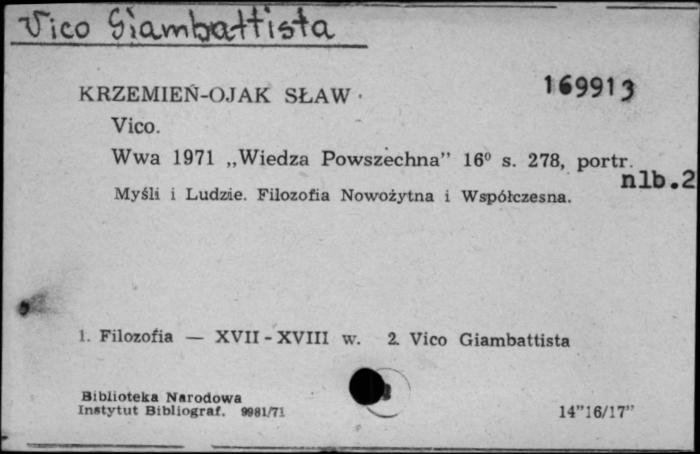 Vico Giambattista
169913
KRZEMIEŃ-OJAK SŁAW
Vico.
Wwa 1971 „Wiedza Powszechna” 16⁰ s. 278, portr.
nlb.2
Myśli i Ludzie. Filozofia Nowożytna i Współczesna.
1. Filozofia — XVII - XVIII w. 2. Vico Giambattista
Biblioteka Narodowa
Instytut Bibliograf. 9981/71
14”16/17”